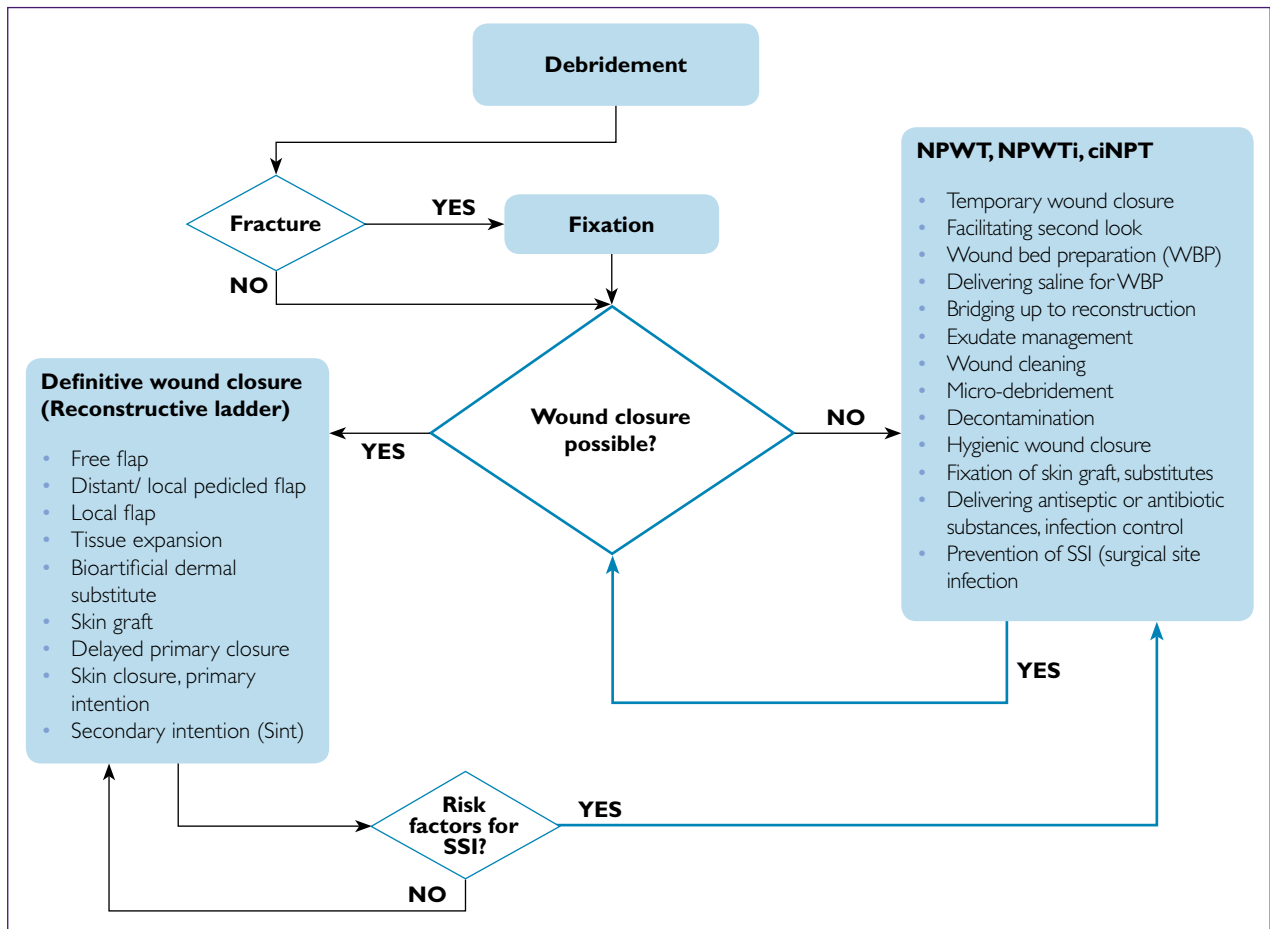 Debridement
Fracture
YES
Fixation
NO
NPWT, NPWTi, ciNPT
• Temporary wound closure
• Facilitating second look
• Wound bed preparation (WBP)
• Delivering saline for WBP
• Bridging up to reconstruction
• Exudate management
• Wound cleaning
• Micro-debridement
• Decontamination
• Hygienic wound closure
• Fixation of skin graft, substitutes
• Delivering antiseptic or antibiotic
substances, infection control
• Prevention of SSI (surgical site
infection
Wound closure
possible?
YES
NO
Definitive wound closure
(Reconstructive ladder)
• Free flap
• Distant/ local pedicled flap
• Local flap
• Tissue expansion
• Bioartificial dermal
substitute
• Skin graft
• Delayed primary closure
• Skin closure, primary
intention
• Secondary intention (Sint)
YES
Risk
factors for
SSI?
YES
NO